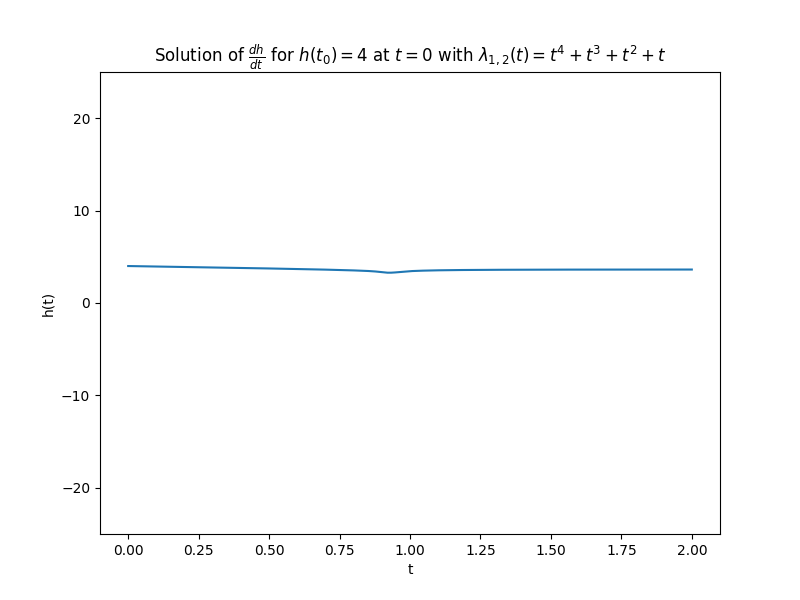 Solution of dh/dt for h(t₀) = 4 at t = 0 with λ₁,₂(t) = t⁴ + t³ + t² + t
20
10
0
−10
−20
h(t)
0.00 0.25 0.50 0.75 1.00 1.25 1.50 1.75 2.00
t